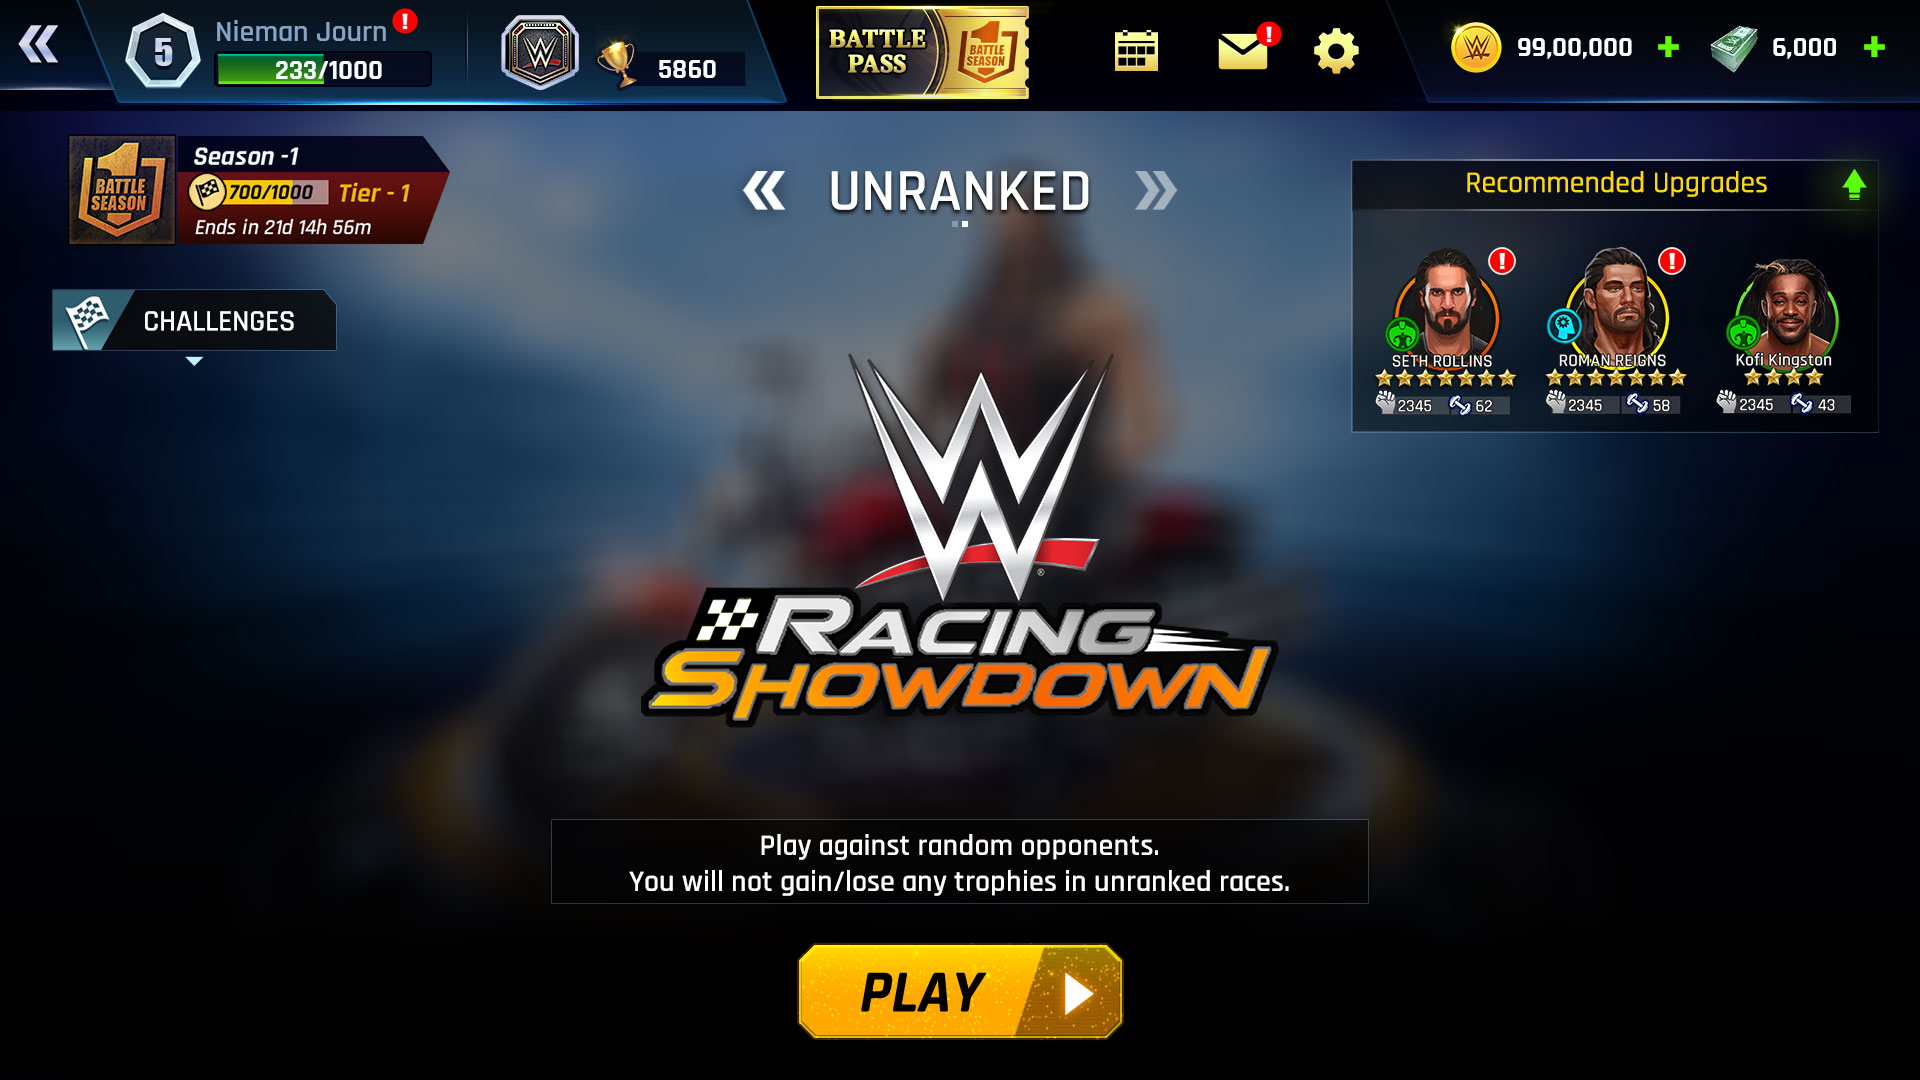 5
Nieman Journ
!
233/1000
W
5860
BATTLE
PASS
1
BATTLE
SEASON
!
W
99,00,000
+
6,000
+
1
BATTLE
SEASON
Season -1
700/1000
Tier - 1
Ends in 21d 14h 56m
UNRANKED
Recommended Upgrades
CHALLENGES
!
!
SETH ROLLINS
ROMAN REIGNS
Kofi Kingston
2345
62
2345
58
2345
43
W
®
RACING
SHOWDOWN
Play against random opponents.
You will not gain/lose any trophies in unranked races.
PLAY